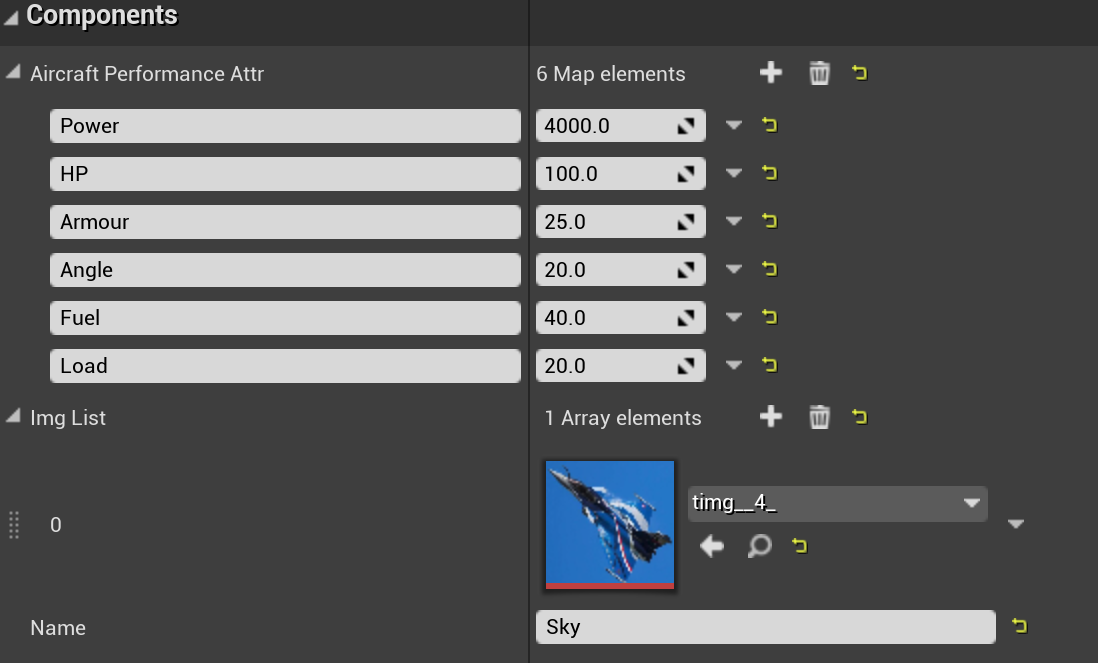 Components
Aircraft Performance Attr 6 Map elements
Power 4000.0
HP 100.0
Armour 25.0
Angle 20.0
Fuel 40.0
Load 20.0
Img List 1 Array elements
0 timg__4_
Name Sky